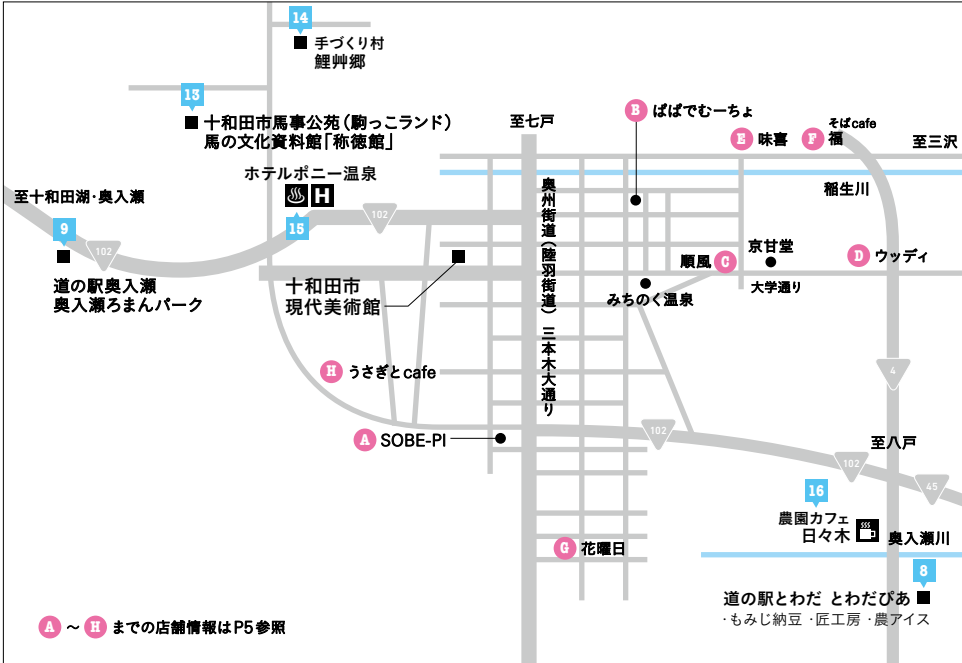 14
手づくり村
鯉艸郷
13
十和田市馬事公苑(駒っこランド)
馬の文化資料館「称徳館」
ホテルポニー温泉
H
15
至十和田湖・奥入瀬
9
102
道の駅奥入瀬
奥入瀬ろまんパーク
102
十和田市
現代美術館
至七戸
奥州街道(陸羽街道) 三本木大通り
B ぱぱでむーちょ
E 味喜
F そばcafe
福
至三沢
稲生川
順風 C
京甘堂
大学通り
D ウッディ
みちのく温泉
H うさぎとcafe
A SOBE-PI
4
102
至八戸
102
45
16
農園カフェ
日々木
奥入瀬川
G 花曜日
8
道の駅とわだ とわだぴあ
・もみじ納豆 ・匠工房 ・農アイス
A ～ H までの店舗情報はP5参照